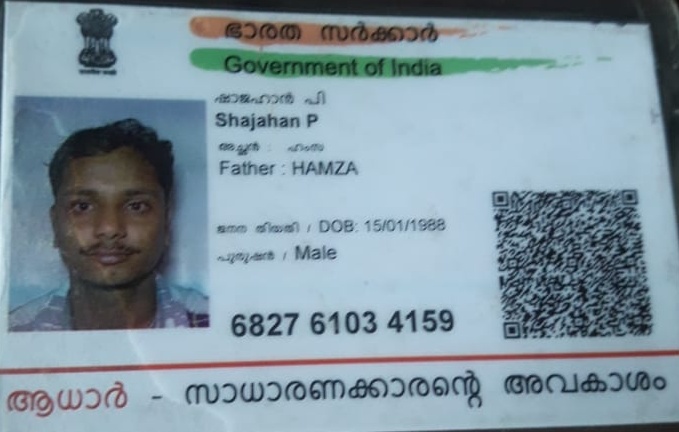 ഭാരത സർക്കാർ
Government of India
ഷാജഹാൻ പി
Shajahan P
അച്ഛൻ : ഹംസ
Father : HAMZA
ജനന തിയതി / DOB: 15/01/1988
പുരുഷൻ / Male
6827 6103 4159
ആധാർ - സാധാരണക്കാരന്റെ അവകാശം